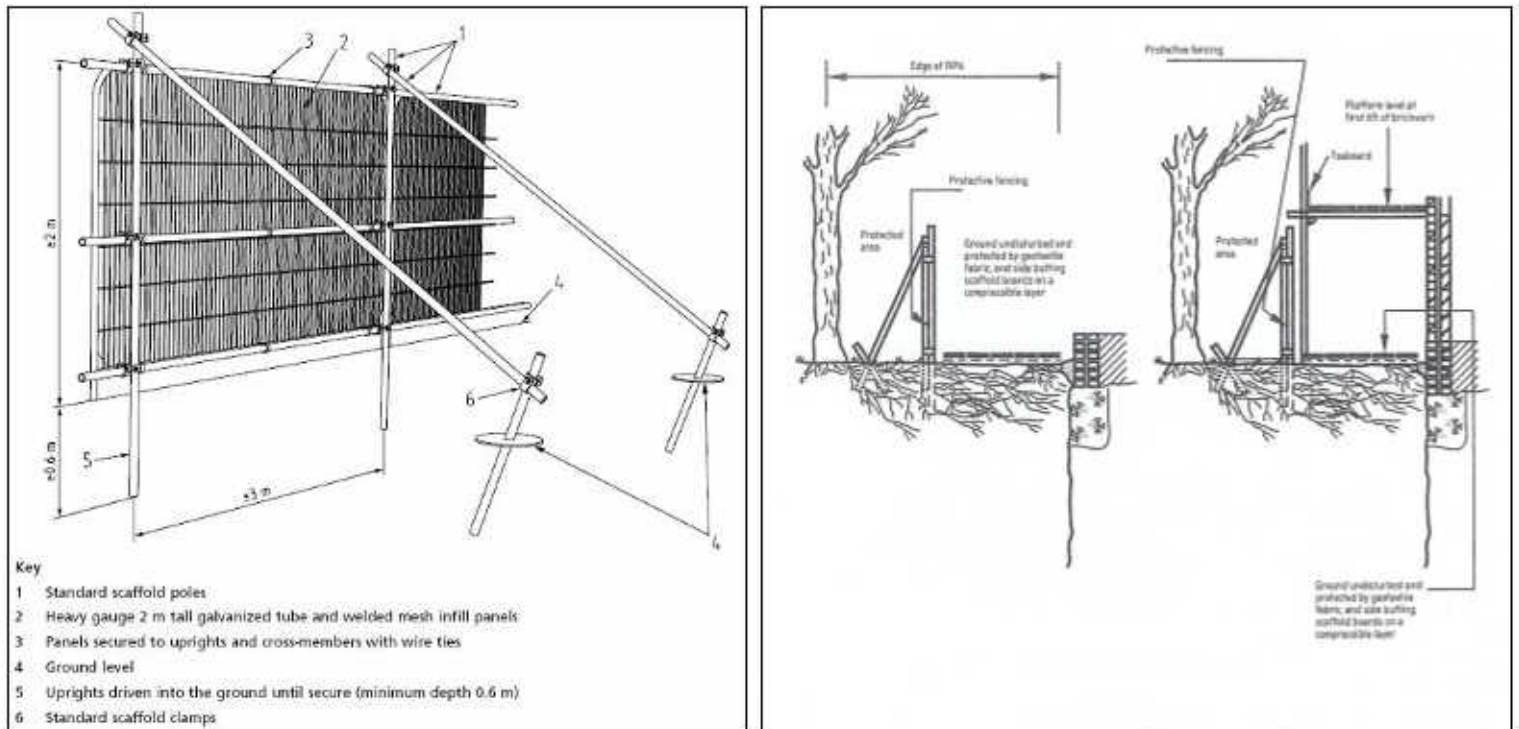 1
3
2
4
≥2 m
6
5
≥0.6 m
≤3 m
4
Key
1 Standard scaffold poles
2 Heavy gauge 2 m tall galvanized tube and welded mesh infill panels
3 Panels secured to uprights and cross-members with wire ties
4 Ground level
5 Uprights driven into the ground until secure (minimum depth 0.6 m)
6 Standard scaffold clamps
Edge of RPA
Protective fencing
Protected
area
Ground undisturbed and
protected by geotextile
fabric, and side butting
scaffold boards on a
compressible layer
Protective fencing
Platform level at
first lift of brickwork
Toeboard
Protected
area
Ground undisturbed and
protected by geotextile
fabric, and side butting
scaffold boards on a
compressible layer